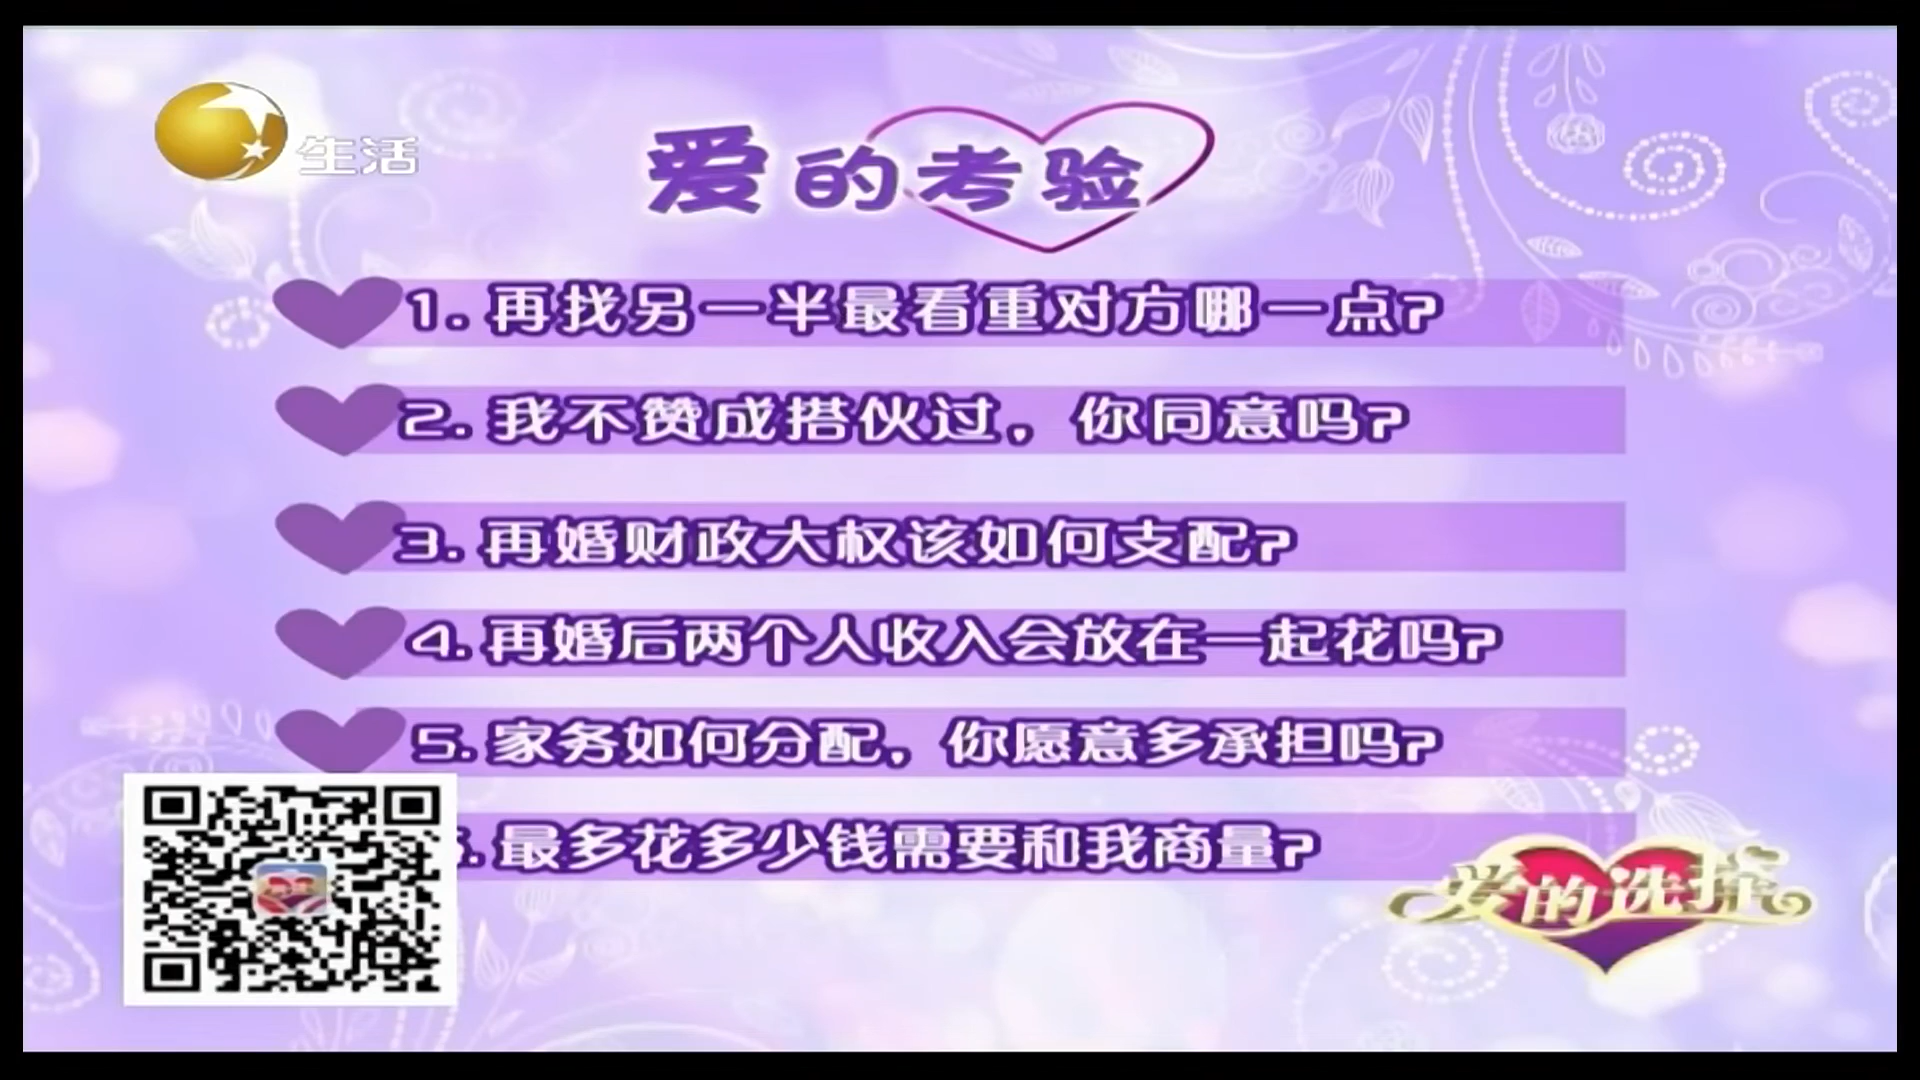 生活
爱的考验
1. 再找另一半最看重对方哪一点?
2. 我不赞成搭伙过，你同意吗?
3. 再婚财政大权该如何支配?
4. 再婚后两个人收入会放在一起花吗?
5. 家务如何分配，你愿意多承担吗?
. 最多花多少钱需要和我商量?
爱的选择